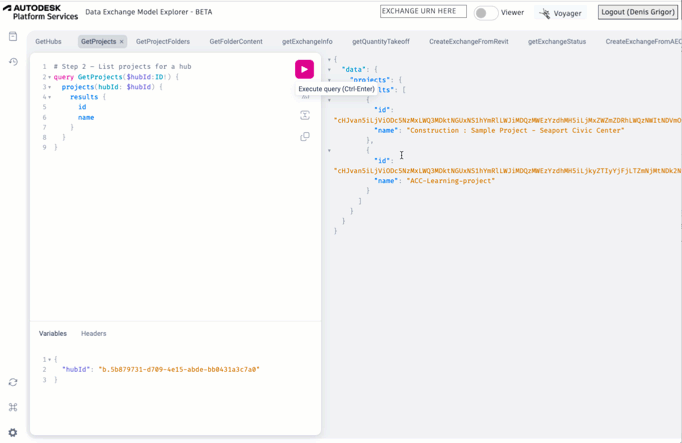 AUTODESK
Platform Services
Data Exchange Model Explorer - BETA
EXCHANGE URN HERE
Viewer
Voyager
Logout (Denis Grigor)
GetHubs
GetProjects ×
GetProjectFolders
GetFolderContent
getExchangeInfo
getQuantityTakeoff
CreateExchangeFromRevit
getExchangeStatus
CreateExchangeFromAEC
1 # Step 2 – List projects for a hub
2 query GetProjects($hubId:ID!) {
3 projects(hubId: $hubId) {
4 results {
5 id
6 name
7 }
8 }
9 }
Execute query (Ctrl-Enter)
Variables
Headers
1 {
2 "hubId": "b.5b879731-d709-4e15-abde-bb0431a3c7a0"
3 }
{
"data": {
"projects": {
lts": [
{
"id":
"name": "Construction : Sample Project - Seaport Civic Center"
},
{
"id":
"name": "ACC-Learning-project"
}
]
}
}
}